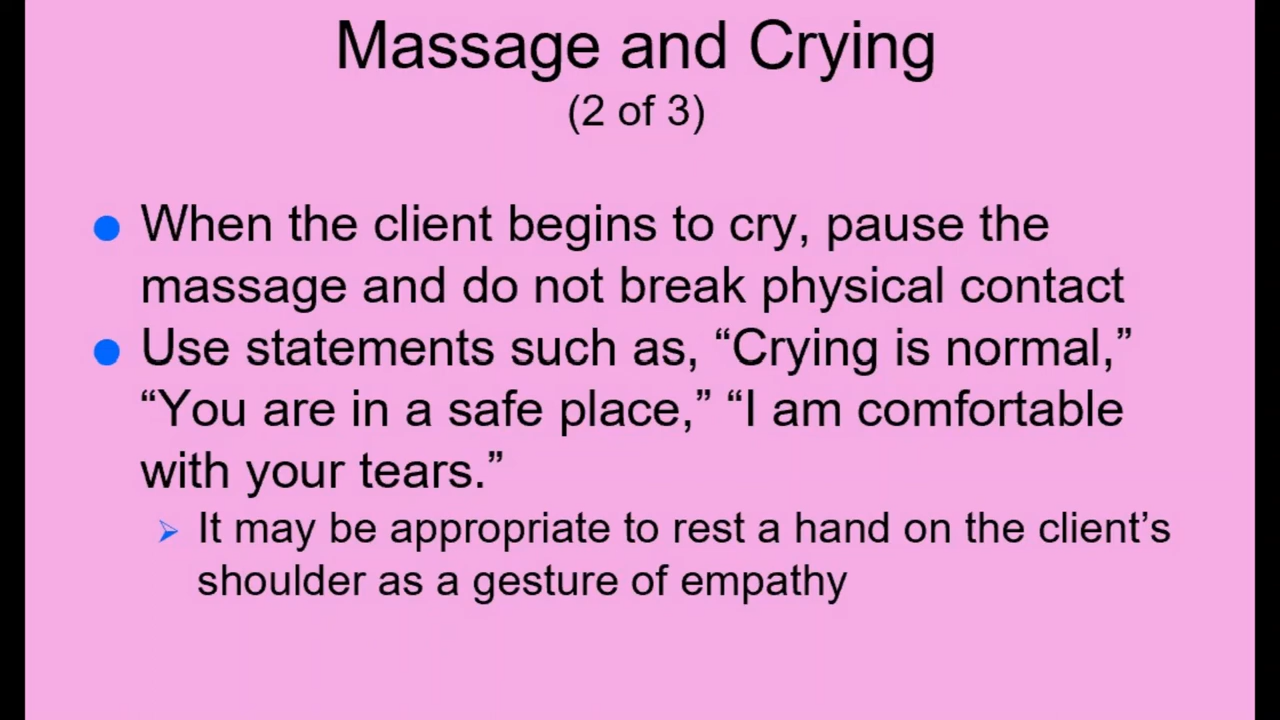 Massage and Crying
(2 of 3)
When the client begins to cry, pause the
massage and do not break physical contact
Use statements such as, “Crying is normal,”
“You are in a safe place,” “I am comfortable
with your tears.”
It may be appropriate to rest a hand on the client’s
shoulder as a gesture of empathy